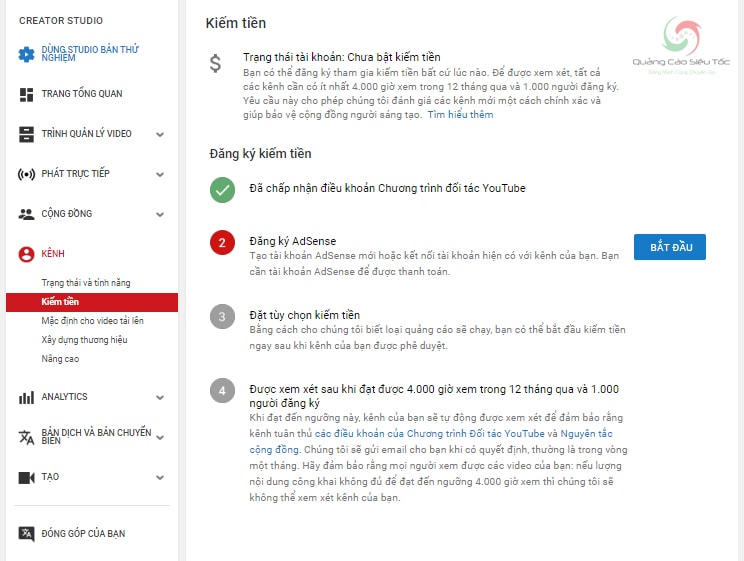 CREATOR STUDIO
DÙNG STUDIO BẢN THỬ
NGHIỆM
TRANG TỔNG QUAN
TRÌNH QUẢN LÝ VIDEO
PHÁT TRỰC TIẾP
CỘNG ĐỒNG
KÊNH
Trạng thái và tính năng
Kiếm tiền
Mặc định cho video tải lên
Xây dựng thương hiệu
Nâng cao
ANALYTICS
BẢN DỊCH VÀ BẢN CHUYỂN
BIÊN
TẠO
ĐÓNG GÓP CỦA BẠN
Kiếm tiền
Quảng Cáo Siêu Tốc
Trạng thái tài khoản: Chưa bật kiếm tiền
Bạn có thể đăng ký tham gia kiếm tiền bất cứ lúc nào. Để được xem xét, tất cả
các kênh cần có ít nhất 4.000 giờ xem trong 12 tháng qua và 1.000 người đăng ký.
Yêu cầu này cho phép chúng tôi đánh giá các kênh mới một cách chính xác và
giúp bảo vệ cộng đồng người sáng tạo. Tìm hiểu thêm
Đăng ký kiếm tiền
Đã chấp nhận điều khoản Chương trình đối tác YouTube
2
Đăng ký AdSense
Tạo tài khoản AdSense mới hoặc kết nối tài khoản hiện có với kênh của bạn. Bạn
cần tài khoản AdSense để được thanh toán.
BẮT ĐẦU
3
Đặt tùy chọn kiếm tiền
Bằng cách cho chúng tôi biết loại quảng cáo sẽ chạy, bạn có thể bắt đầu kiếm tiền
ngay sau khi kênh của bạn được phê duyệt.
4
Được xem xét sau khi đạt được 4.000 giờ xem trong 12 tháng qua và 1.000
người đăng ký
Khi đạt đến ngưỡng này, kênh của bạn sẽ tự động được xem xét để đảm bảo rằng
kênh tuân thủ các điều khoản của Chương trình Đối tác YouTube và Nguyên tắc
cộng đồng. Chúng tôi sẽ gửi email cho bạn khi có quyết định, thường là trong vòng
một tháng. Hãy đảm bảo rằng mọi người xem được các video của bạn: nếu lượng
nội dung công khai không đủ để đạt đến ngưỡng 4.000 giờ xem thì chúng tôi sẽ
không thể xem xét kênh của bạn.